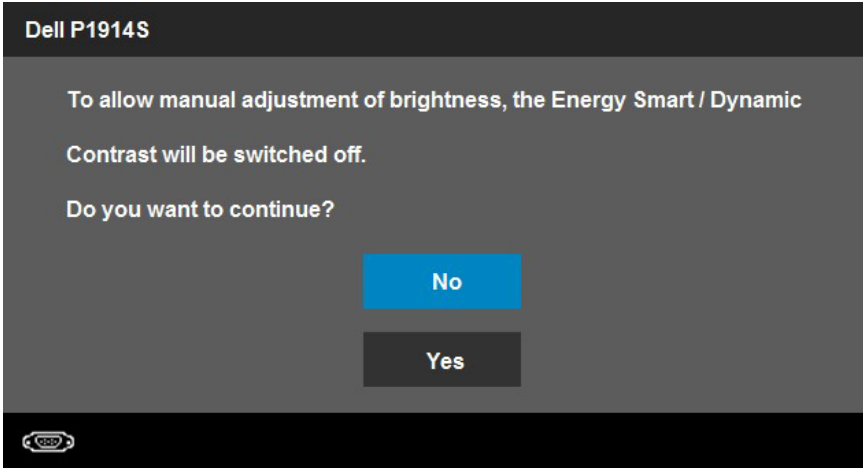 Dell P1914S
To allow manual adjustment of brightness, the Energy Smart / Dynamic
Contrast will be switched off.
Do you want to continue?
No
Yes